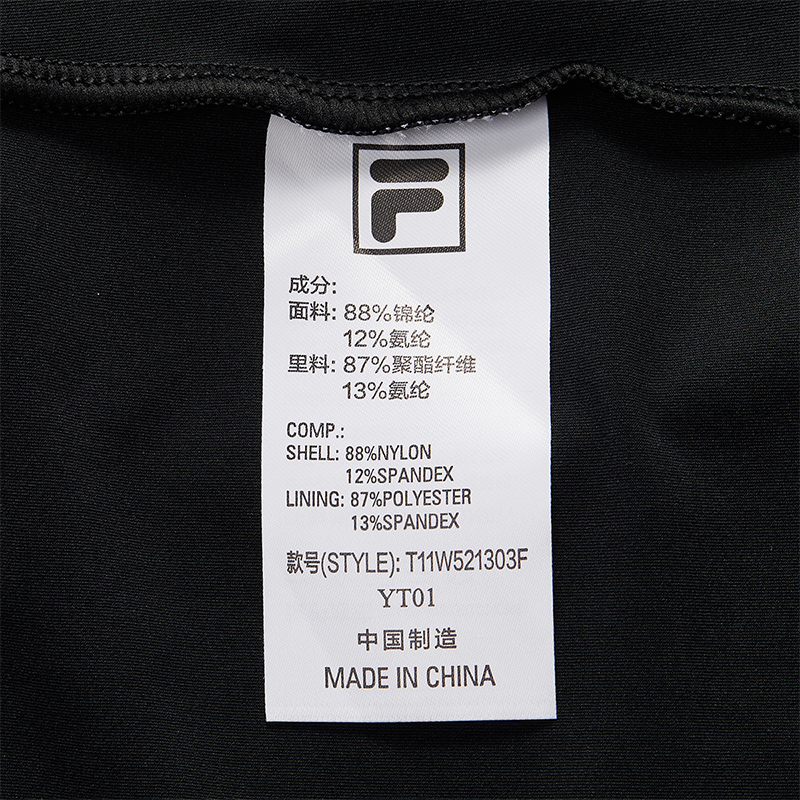 F
成分:
面料: 88%锦纶
12%氨纶
里料: 87%聚酯纤维
13%氨纶
COMP.:
SHELL: 88%NYLON
12%SPANDEX
LINING: 87%POLYESTER
13%SPANDEX
款号(STYLE): T11W521303F
YT01
中国制造
MADE IN CHINA